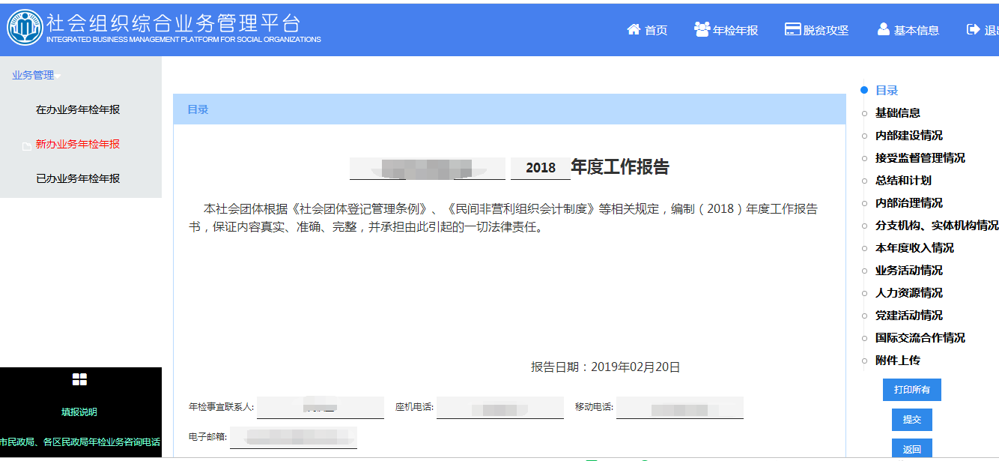 社会组织综合业务管理平台
INTEGRATED BUSINESS MANAGEMENT PLATFORM FOR SOCIAL ORGANIZATIONS
首页
年检年报
脱贫攻坚
基本信息
业务管理
在办业务年检年报
新办业务年检年报
已办业务年检年报
填报说明
市民政局、各区民政局年检业务咨询电话
目录
2018 年度工作报告
本社会团体根据《社会团体登记管理条例》、《民间非营利组织会计制度》等相关规定，编制（2018）年度工作报告
书，保证内容真实、准确、完整，并承担由此引起的一切法律责任。
报告日期：2019年02月20日
年检事宜联系人: 座机电话: 移动电话:
电子邮箱:
目录
基础信息
内部建设情况
接受监督管理情况
总结和计划
内部治理情况
分支机构、实体机构情况
本年度收入情况
业务活动情况
人力资源情况
党建活动情况
国际交流合作情况
附件上传
打印所有
提交
返回